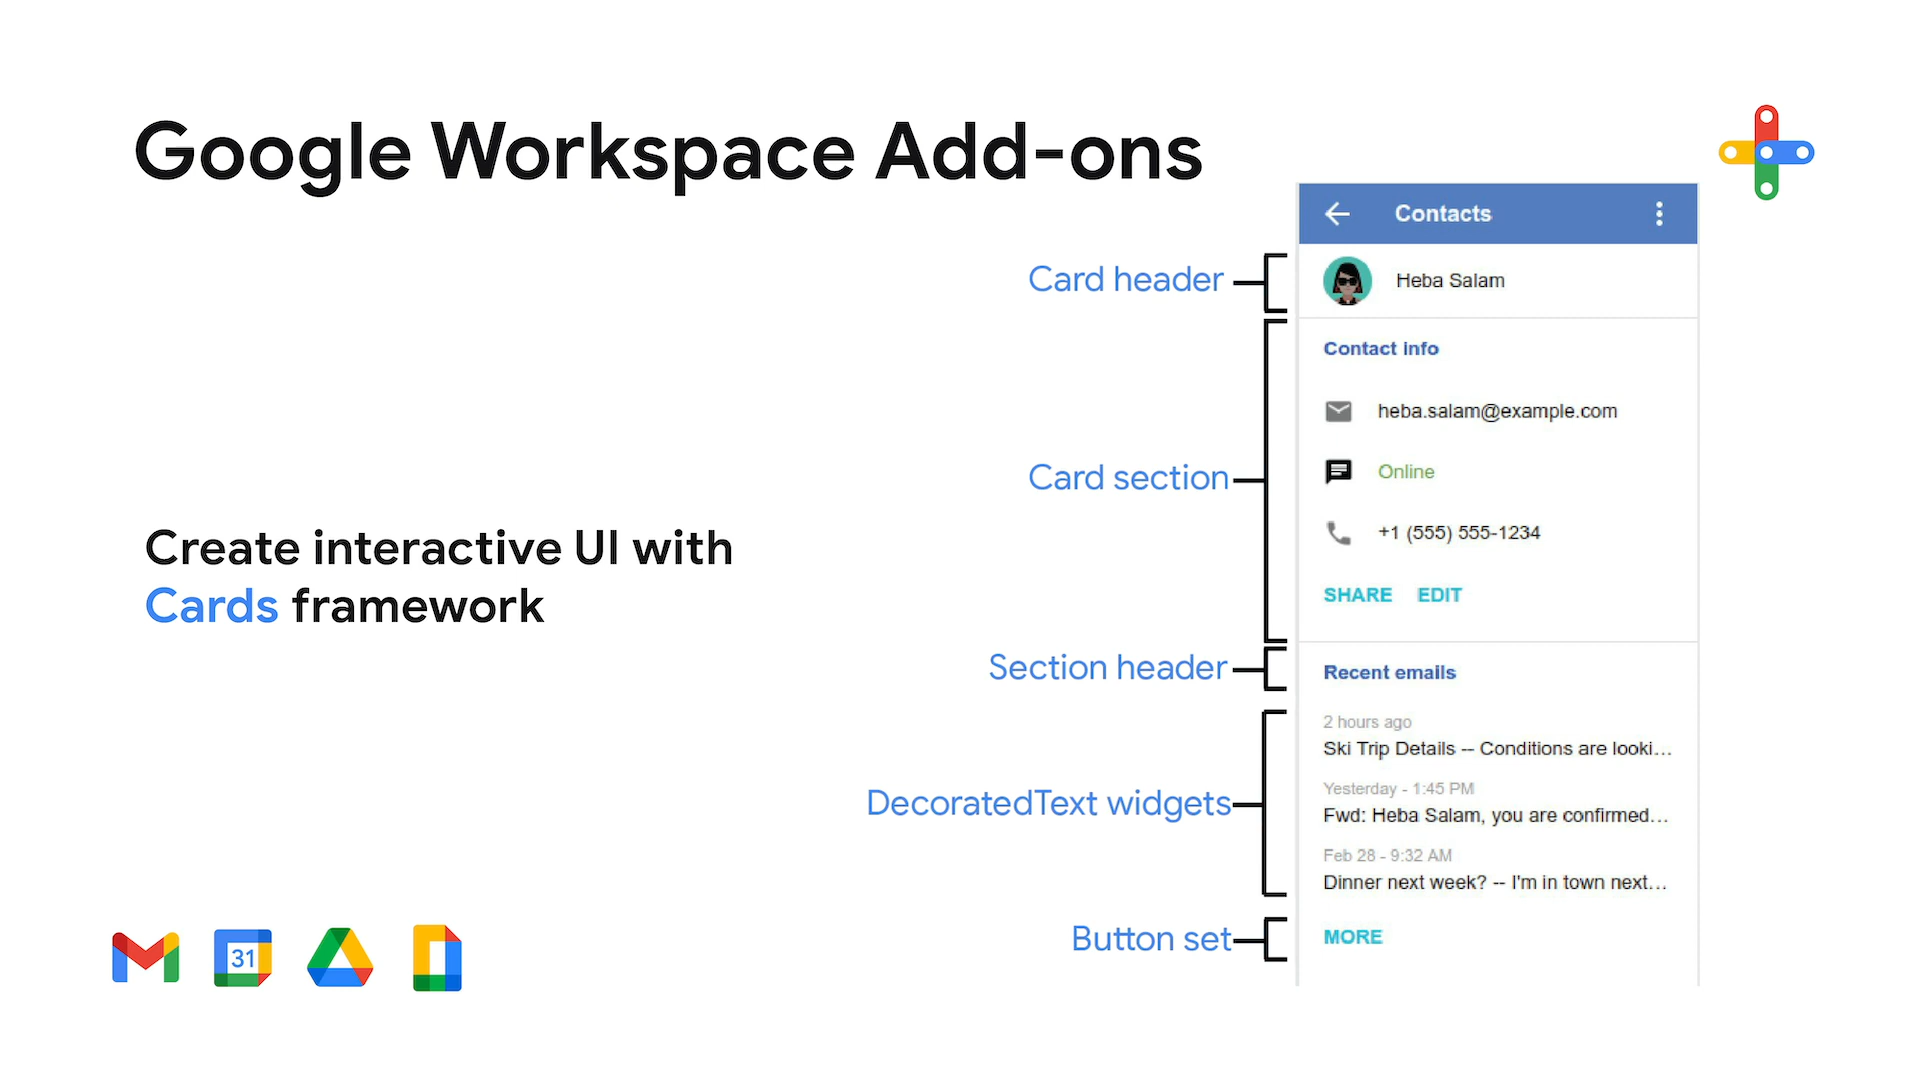 Google Workspace Add-ons
Create interactive UI with
Cards framework
31
Card header
Card section
Section header
DecoratedText widgets
Button set
Contacts
Heba Salam
Contact info
heba.salam@example.com
Online
+1 (555) 555-1234
SHARE EDIT
Recent emails
2 hours ago
Ski Trip Details -- Conditions are looki...
Yesterday - 1:45 PM
Fwd: Heba Salam, you are confirmed...
Feb 28 - 9:32 AM
Dinner next week? -- I'm in town next...
MORE